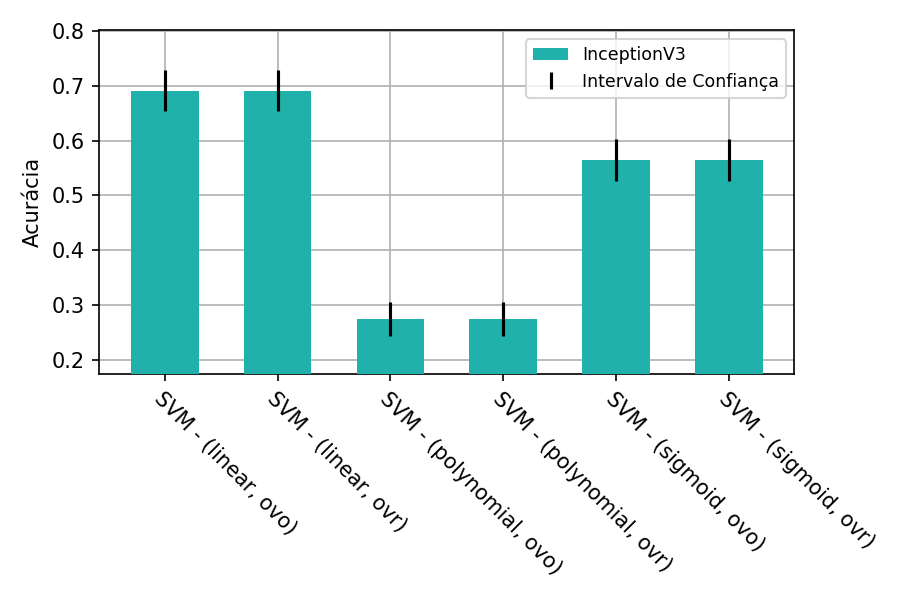 0.8
0.7
0.6
0.5
0.4
0.3
0.2
Acurácia
InceptionV3
Intervalo de Confiança
SVM - (linear, ovo)
SVM - (linear, ovr)
SVM - (polynomial, ovo)
SVM - (polynomial, ovr)
SVM - (sigmoid, ovo)
SVM - (sigmoid, ovr)